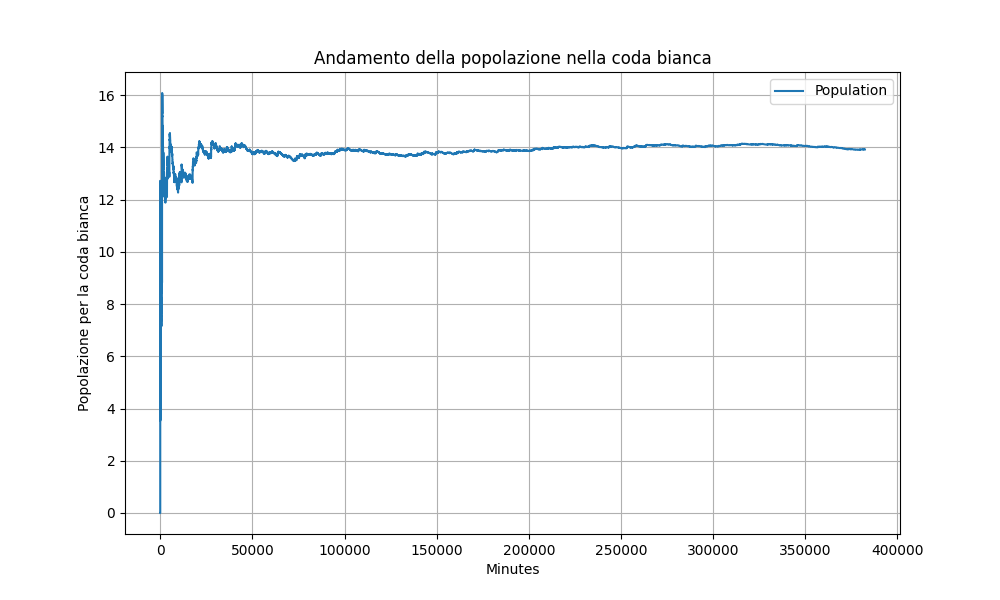 Andamento della popolazione nella coda bianca
Population
Popolazione per la coda bianca
16
14
12
10
8
6
4
2
0
0 50000 100000 150000 200000 250000 300000 350000 400000
Minutes